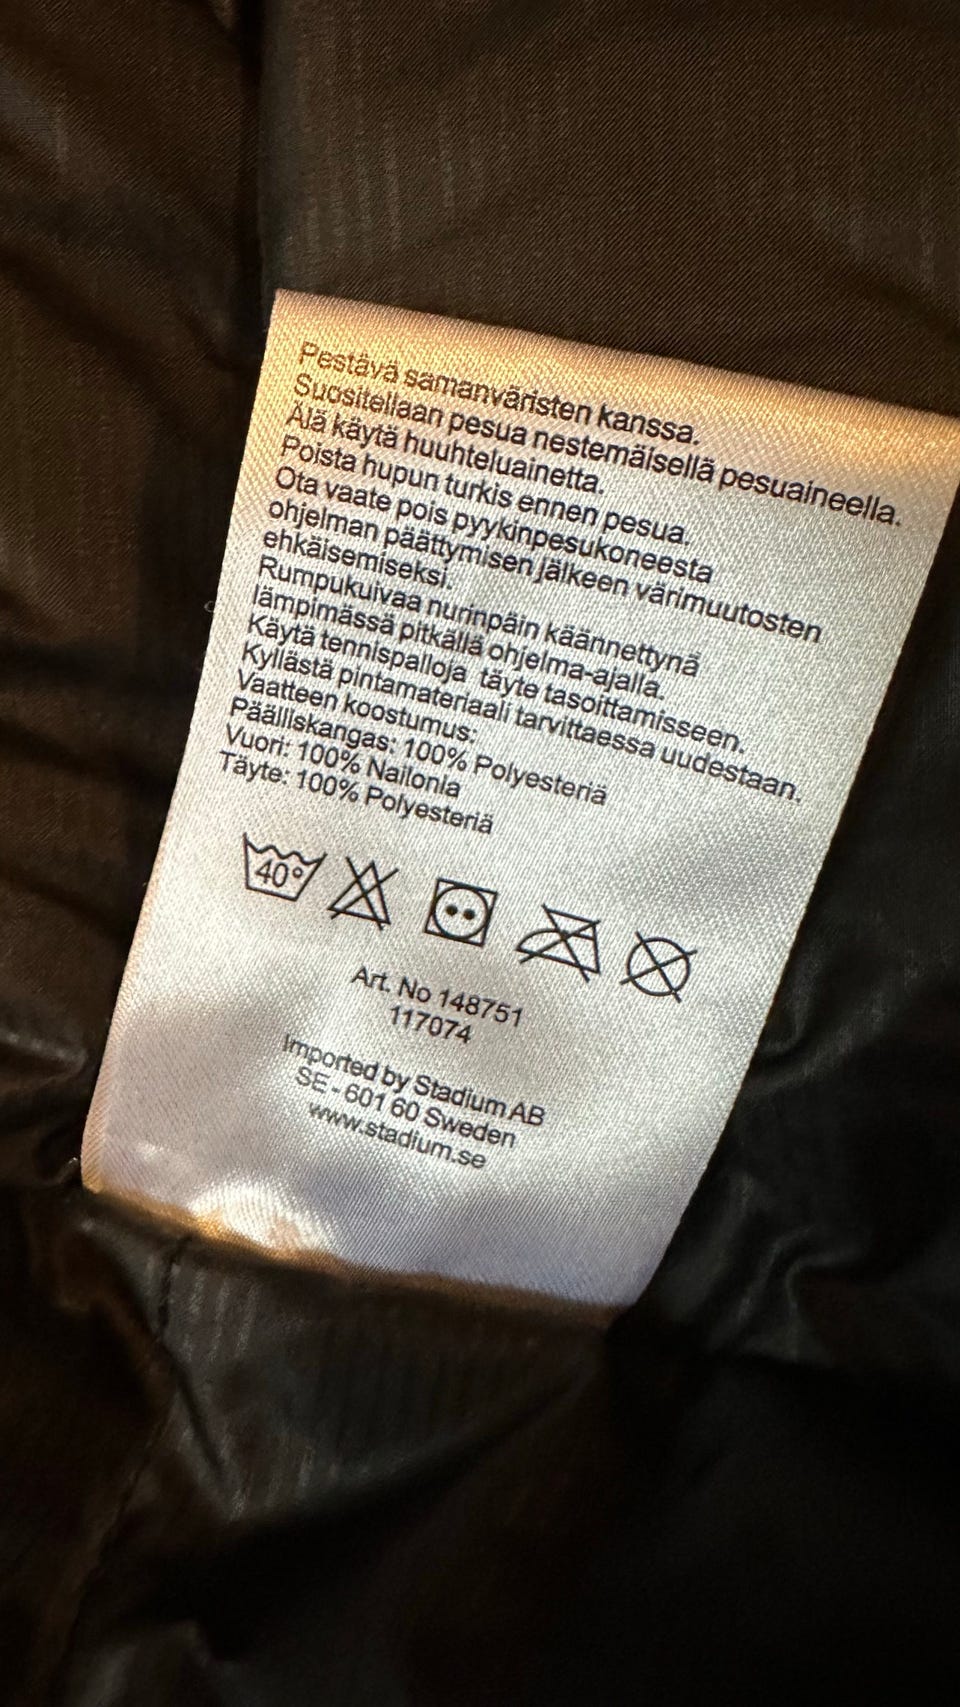 Pestävä samanväristen kanssa.
Suositellaan pesua nestemäisellä pesuaineella.
Älä käytä huuhteluainetta.
Poista hupun turkis ennen pesua.
Ota vaate pois pyykinpesukoneesta
ohjelman päättymisen jälkeen värimuutosten
ehkäisemiseksi.
Rumpukuivaa nurinpäin käännettynä
lämpimässä pitkällä ohjelma-ajalla.
Käytä tennispalloja täyte tasoittamisseen.
Kyllästä pintamateriaali tarvittaessa uudestaan.
Vaatteen koostumus:
Päälliskangas: 100% Polyesteriä
Vuori: 100% Nailonia
Täyte: 100% Polyesteriä
40°
Art. No 148751
117074
Imported by Stadium AB
SE - 601 60 Sweden
www.stadium.se